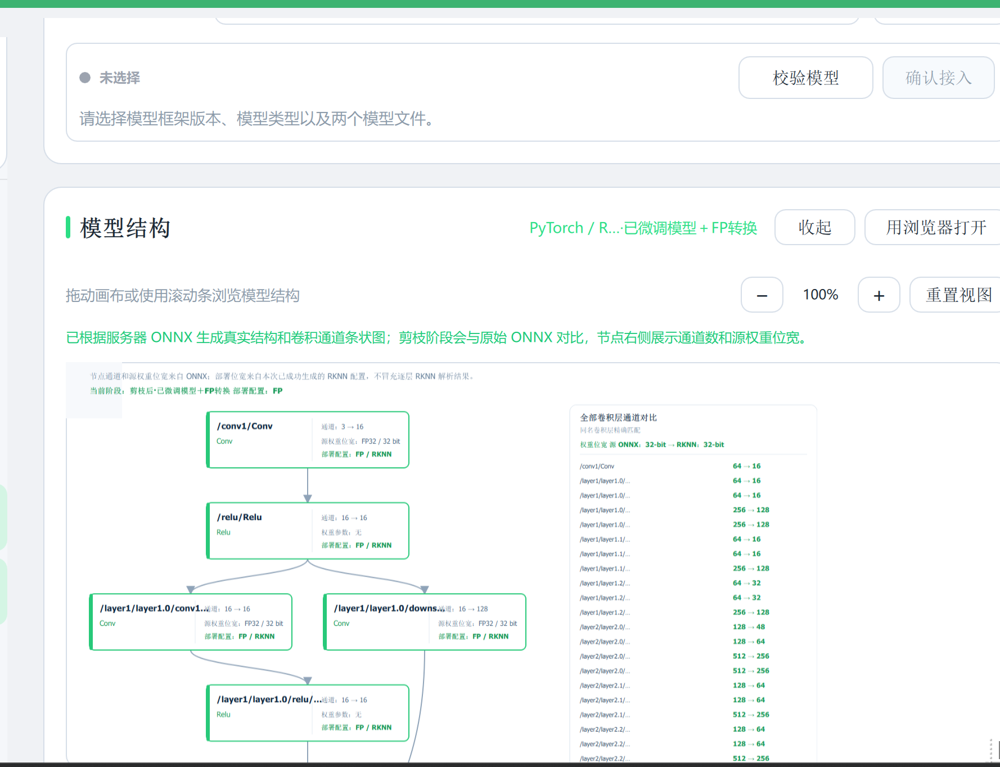 未选择
校验模型
确认接入
请选择模型框架版本、模型类型以及两个模型文件。
模型结构
PyTorch / R...·已微调模型＋FP转换
收起
用浏览器打开
拖动画布或使用滚动条浏览模型结构
−
100%
+
重置视图
已根据服务器 ONNX 生成真实结构和卷积通道条状图；剪枝阶段会与原始 ONNX 对比，节点右侧展示通道数和源权重位宽。
节点通道和源权重位宽来自 ONNX；部署位宽来自本次已成功生成的 RKNN 配置，不冒充逐层 RKNN 解析结果。
当前阶段：剪枝后·已微调模型＋FP转换 部署配置：FP
/conv1/Conv
Conv
通道：3 → 16
源权重位宽：FP32 / 32 bit
部署配置：FP / RKNN
/relu/Relu
Relu
通道：16 → 16
权重参数：无
部署配置：FP / RKNN
/layer1/layer1.0/conv1...
Conv
通道：16 → 16
源权重位宽：FP32 / 32 bit
部署配置：FP / RKNN
/layer1/layer1.0/downs...
Conv
通道：16 → 128
源权重位宽：FP32 / 32 bit
部署配置：FP / RKNN
/layer1/layer1.0/relu/...
Relu
通道：16 → 16
权重参数：无
部署配置：FP / RKNN
全部卷积层通道对比
同名卷积层精确匹配
权重位宽 源 ONNX：32-bit → RKNN：32-bit
/conv1/Conv 64 → 16
/layer1/layer1.0/... 64 → 16
/layer1/layer1.0/... 64 → 16
/layer1/layer1.0/... 256 → 128
/layer1/layer1.0/... 256 → 128
/layer1/layer1.1/... 64 → 16
/layer1/layer1.1/... 64 → 16
/layer1/layer1.1/... 256 → 128
/layer1/layer1.2/... 64 → 32
/layer1/layer1.2/... 64 → 32
/layer1/layer1.2/... 256 → 128
/layer2/layer2.0/... 128 → 48
/layer2/layer2.0/... 128 → 64
/layer2/layer2.0/... 512 → 256
/layer2/layer2.0/... 512 → 256
/layer2/layer2.1/... 128 → 64
/layer2/layer2.1/... 128 → 64
/layer2/layer2.1/... 512 → 256
/layer2/layer2.2/... 128 → 64
/layer2/layer2.2/... 128 → 64
/layer2/layer2.2/... 512 → 256